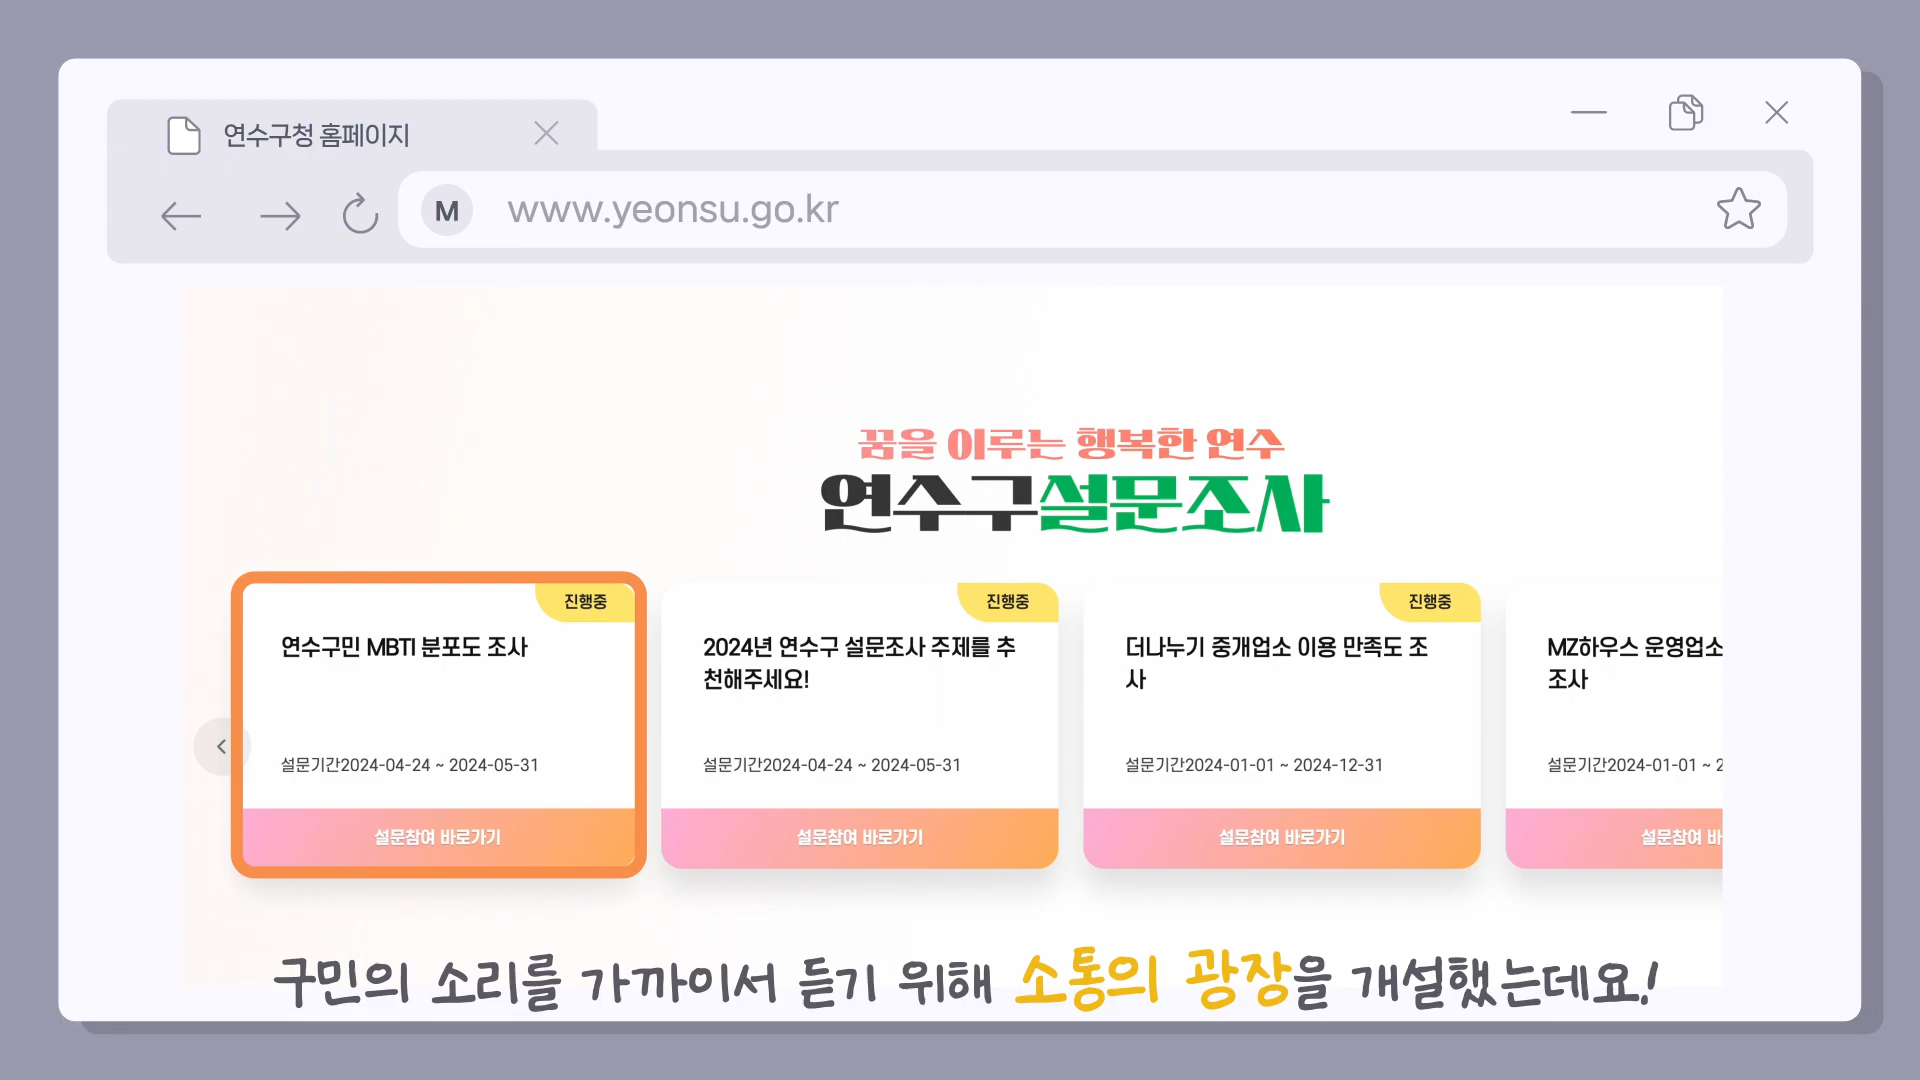 연수구청 홈페이지
M
www.yeonsu.go.kr
꿈을 이루는 행복한 연수
연수구설문조사
진행중
연수구민 MBTI 분포도 조사
설문기간2024-04-24 ~ 2024-05-31
설문참여 바로가기
진행중
2024년 연수구 설문조사 주제를 추
천해주세요!
설문기간2024-04-24 ~ 2024-05-31
설문참여 바로가기
진행중
더나누기 중개업소 이용 만족도 조
사
설문기간2024-01-01 ~ 2024-12-31
설문참여 바로가기
MZ하우스 운영업소
조사
설문기간2024-01-01 ~ 2
설문참여 바
구민의 소리를 가까이서 듣기 위해 소통의 광장을 개설했는데요!